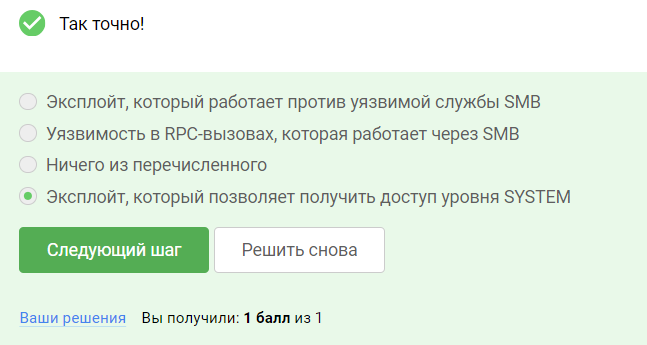 Так точно!
Эксплойт, который работает против уязвимой службы SMB
Уязвимость в RPC-вызовах, которая работает через SMB
Ничего из перечисленного
Эксплойт, который позволяет получить доступ уровня SYSTEM
Следующий шаг Решить снова
Ваши решения Вы получили: 1 балл из 1